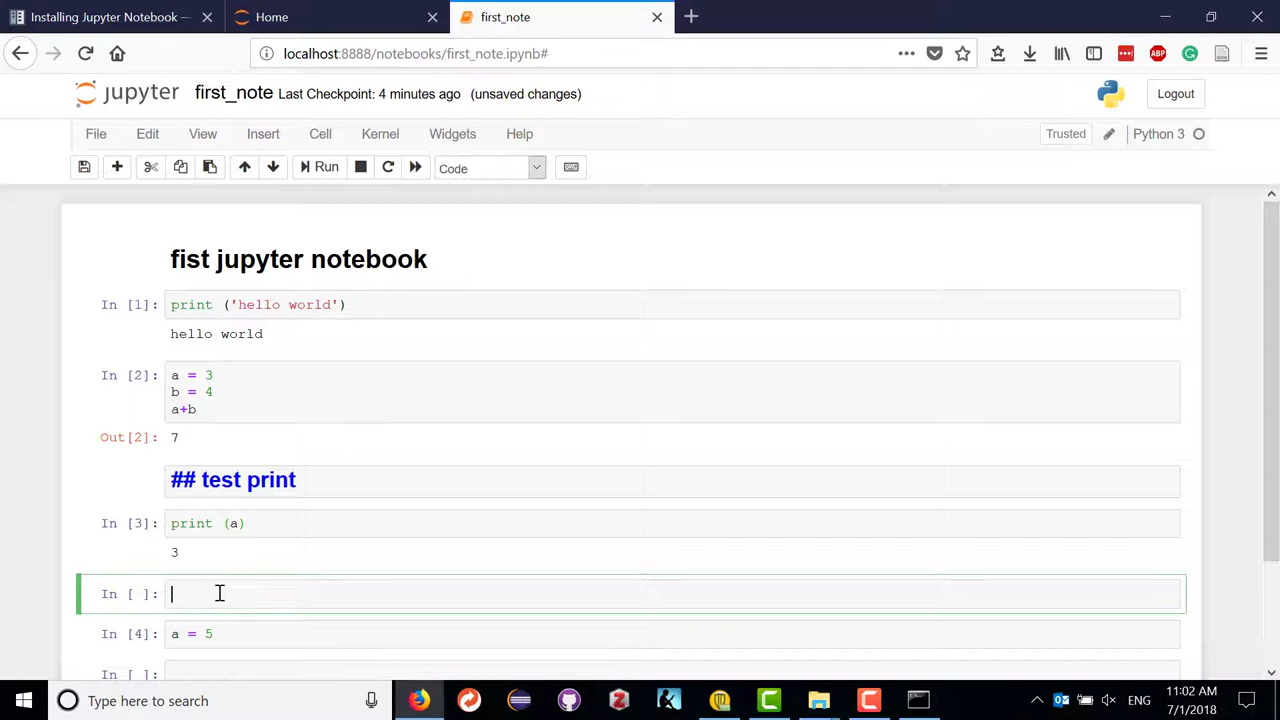 Installing Jupyter Notebook —
Home
first_note
localhost:8888/notebooks/first_note.ipynb#
ABP
jupyter first_note Last Checkpoint: 4 minutes ago (unsaved changes)
Logout
File Edit View Insert Cell Kernel Widgets Help
Trusted
Python 3
Run
Code
fist jupyter notebook
In [1]: print ('hello world')
hello world
In [2]: a = 3
b = 4
a+b
Out[2]: 7
## test print
In [3]: print (a)
3
In [ ]:
In [4]: a = 5
In [ ]:
Type here to search
ENG
11:02 AM
7/1/2018